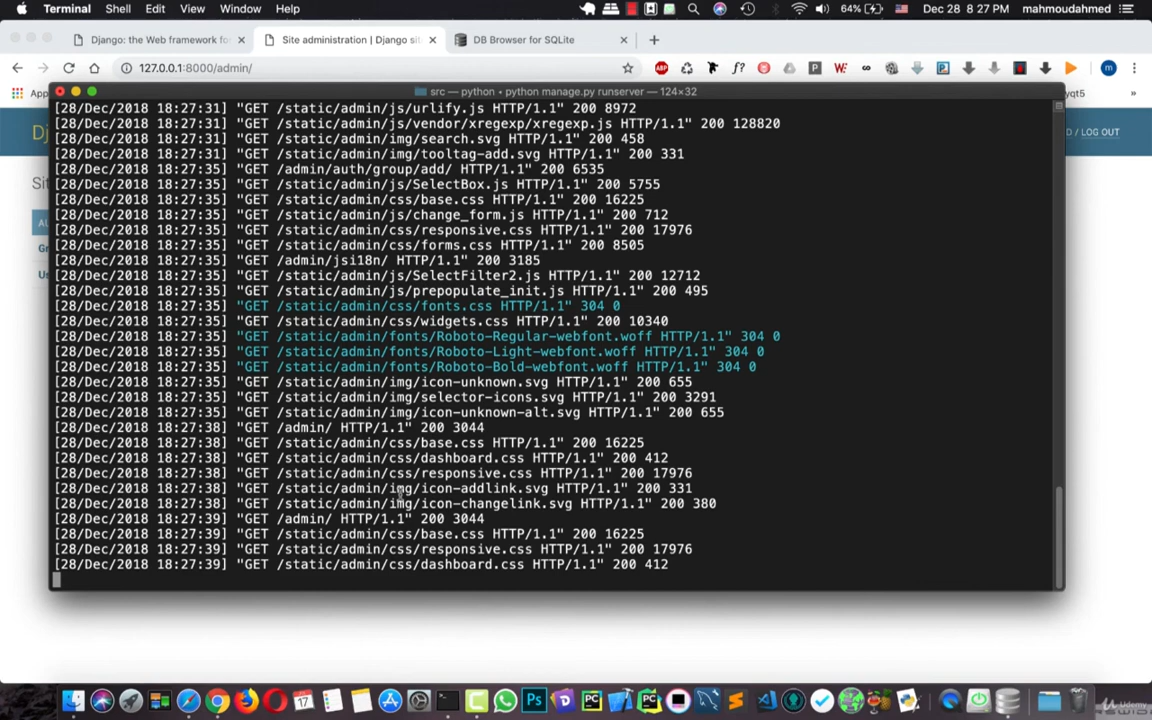 Terminal Shell Edit View Window Help 64% Dec 28 8:27 PM mahmoudahmed
Django: the Web framework fo Site administration | Django sit DB Browser for SQLite
127.0.0.1:8000/admin/
App yqt5
src — python • python manage.py runserver — 124×32
Dj D / LOG OUT
Sit
AU
Gr
Us
[28/Dec/2018 18:27:31] "GET /static/admin/js/urlify.js HTTP/1.1" 200 8972
[28/Dec/2018 18:27:31] "GET /static/admin/js/vendor/xregexp/xregexp.js HTTP/1.1" 200 128820
[28/Dec/2018 18:27:31] "GET /static/admin/img/search.svg HTTP/1.1" 200 458
[28/Dec/2018 18:27:31] "GET /static/admin/img/tooltag-add.svg HTTP/1.1" 200 331
[28/Dec/2018 18:27:35] "GET /admin/auth/group/add/ HTTP/1.1" 200 6535
[28/Dec/2018 18:27:35] "GET /static/admin/js/SelectBox.js HTTP/1.1" 200 5755
[28/Dec/2018 18:27:35] "GET /static/admin/css/base.css HTTP/1.1" 200 16225
[28/Dec/2018 18:27:35] "GET /static/admin/js/change_form.js HTTP/1.1" 200 712
[28/Dec/2018 18:27:35] "GET /static/admin/css/responsive.css HTTP/1.1" 200 17976
[28/Dec/2018 18:27:35] "GET /static/admin/css/forms.css HTTP/1.1" 200 8505
[28/Dec/2018 18:27:35] "GET /admin/jsi18n/ HTTP/1.1" 200 3185
[28/Dec/2018 18:27:35] "GET /static/admin/js/SelectFilter2.js HTTP/1.1" 200 12712
[28/Dec/2018 18:27:35] "GET /static/admin/js/prepopulate_init.js HTTP/1.1" 200 495
[28/Dec/2018 18:27:35] "GET /static/admin/css/fonts.css HTTP/1.1" 304 0
[28/Dec/2018 18:27:35] "GET /static/admin/css/widgets.css HTTP/1.1" 200 10340
[28/Dec/2018 18:27:35] "GET /static/admin/fonts/Roboto-Regular-webfont.woff HTTP/1.1" 304 0
[28/Dec/2018 18:27:35] "GET /static/admin/fonts/Roboto-Light-webfont.woff HTTP/1.1" 304 0
[28/Dec/2018 18:27:35] "GET /static/admin/fonts/Roboto-Bold-webfont.woff HTTP/1.1" 304 0
[28/Dec/2018 18:27:35] "GET /static/admin/img/icon-unknown.svg HTTP/1.1" 200 655
[28/Dec/2018 18:27:35] "GET /static/admin/img/selector-icons.svg HTTP/1.1" 200 3291
[28/Dec/2018 18:27:35] "GET /static/admin/img/icon-unknown-alt.svg HTTP/1.1" 200 655
[28/Dec/2018 18:27:38] "GET /admin/ HTTP/1.1" 200 3044
[28/Dec/2018 18:27:38] "GET /static/admin/css/base.css HTTP/1.1" 200 16225
[28/Dec/2018 18:27:38] "GET /static/admin/css/dashboard.css HTTP/1.1" 200 412
[28/Dec/2018 18:27:38] "GET /static/admin/css/responsive.css HTTP/1.1" 200 17976
[28/Dec/2018 18:27:38] "GET /static/admin/img/icon-addlink.svg HTTP/1.1" 200 331
[28/Dec/2018 18:27:38] "GET /static/admin/img/icon-changelink.svg HTTP/1.1" 200 380
[28/Dec/2018 18:27:39] "GET /admin/ HTTP/1.1" 200 3044
[28/Dec/2018 18:27:39] "GET /static/admin/css/base.css HTTP/1.1" 200 16225
[28/Dec/2018 18:27:39] "GET /static/admin/css/responsive.css HTTP/1.1" 200 17976
[28/Dec/2018 18:27:39] "GET /static/admin/css/dashboard.css HTTP/1.1" 200 412
Udemy